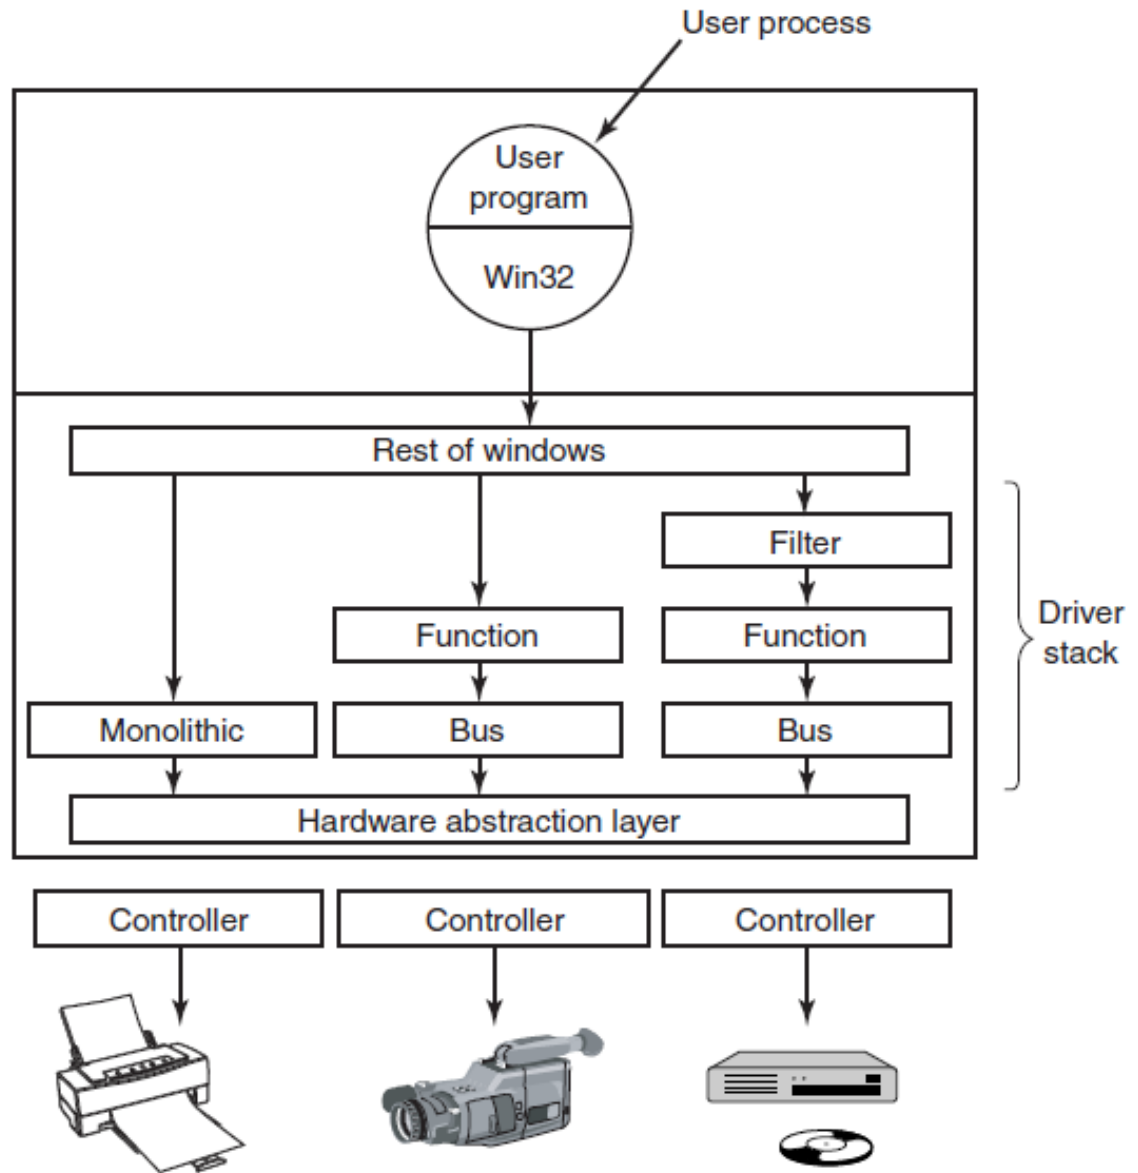 User process
User
program
Win32
Rest of windows
Filter
Function
Function
Driver
stack
Monolithic
Bus
Bus
Hardware abstraction layer
Controller
Controller
Controller